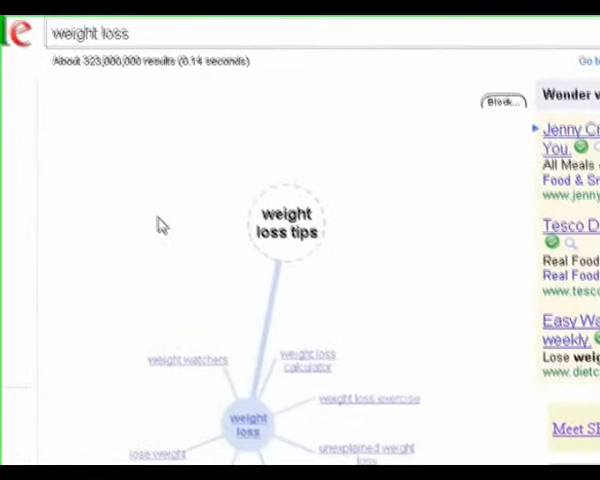 e
weight loss
About 323,000,000 results (0.14 seconds)
Go t
Block...
Wonder v
Jenny Cr
You.
All Meals
Food & Sn
www.jenny
weight
loss tips
Tesco D
Real Food
Real Food
www.tesco
Easy Wa
weekly.
Lose weig
www.dietc
weight watchers
weight loss
calculator
weight loss exercise
weight
loss
Meet S
lose weight
unexplained weight
loss